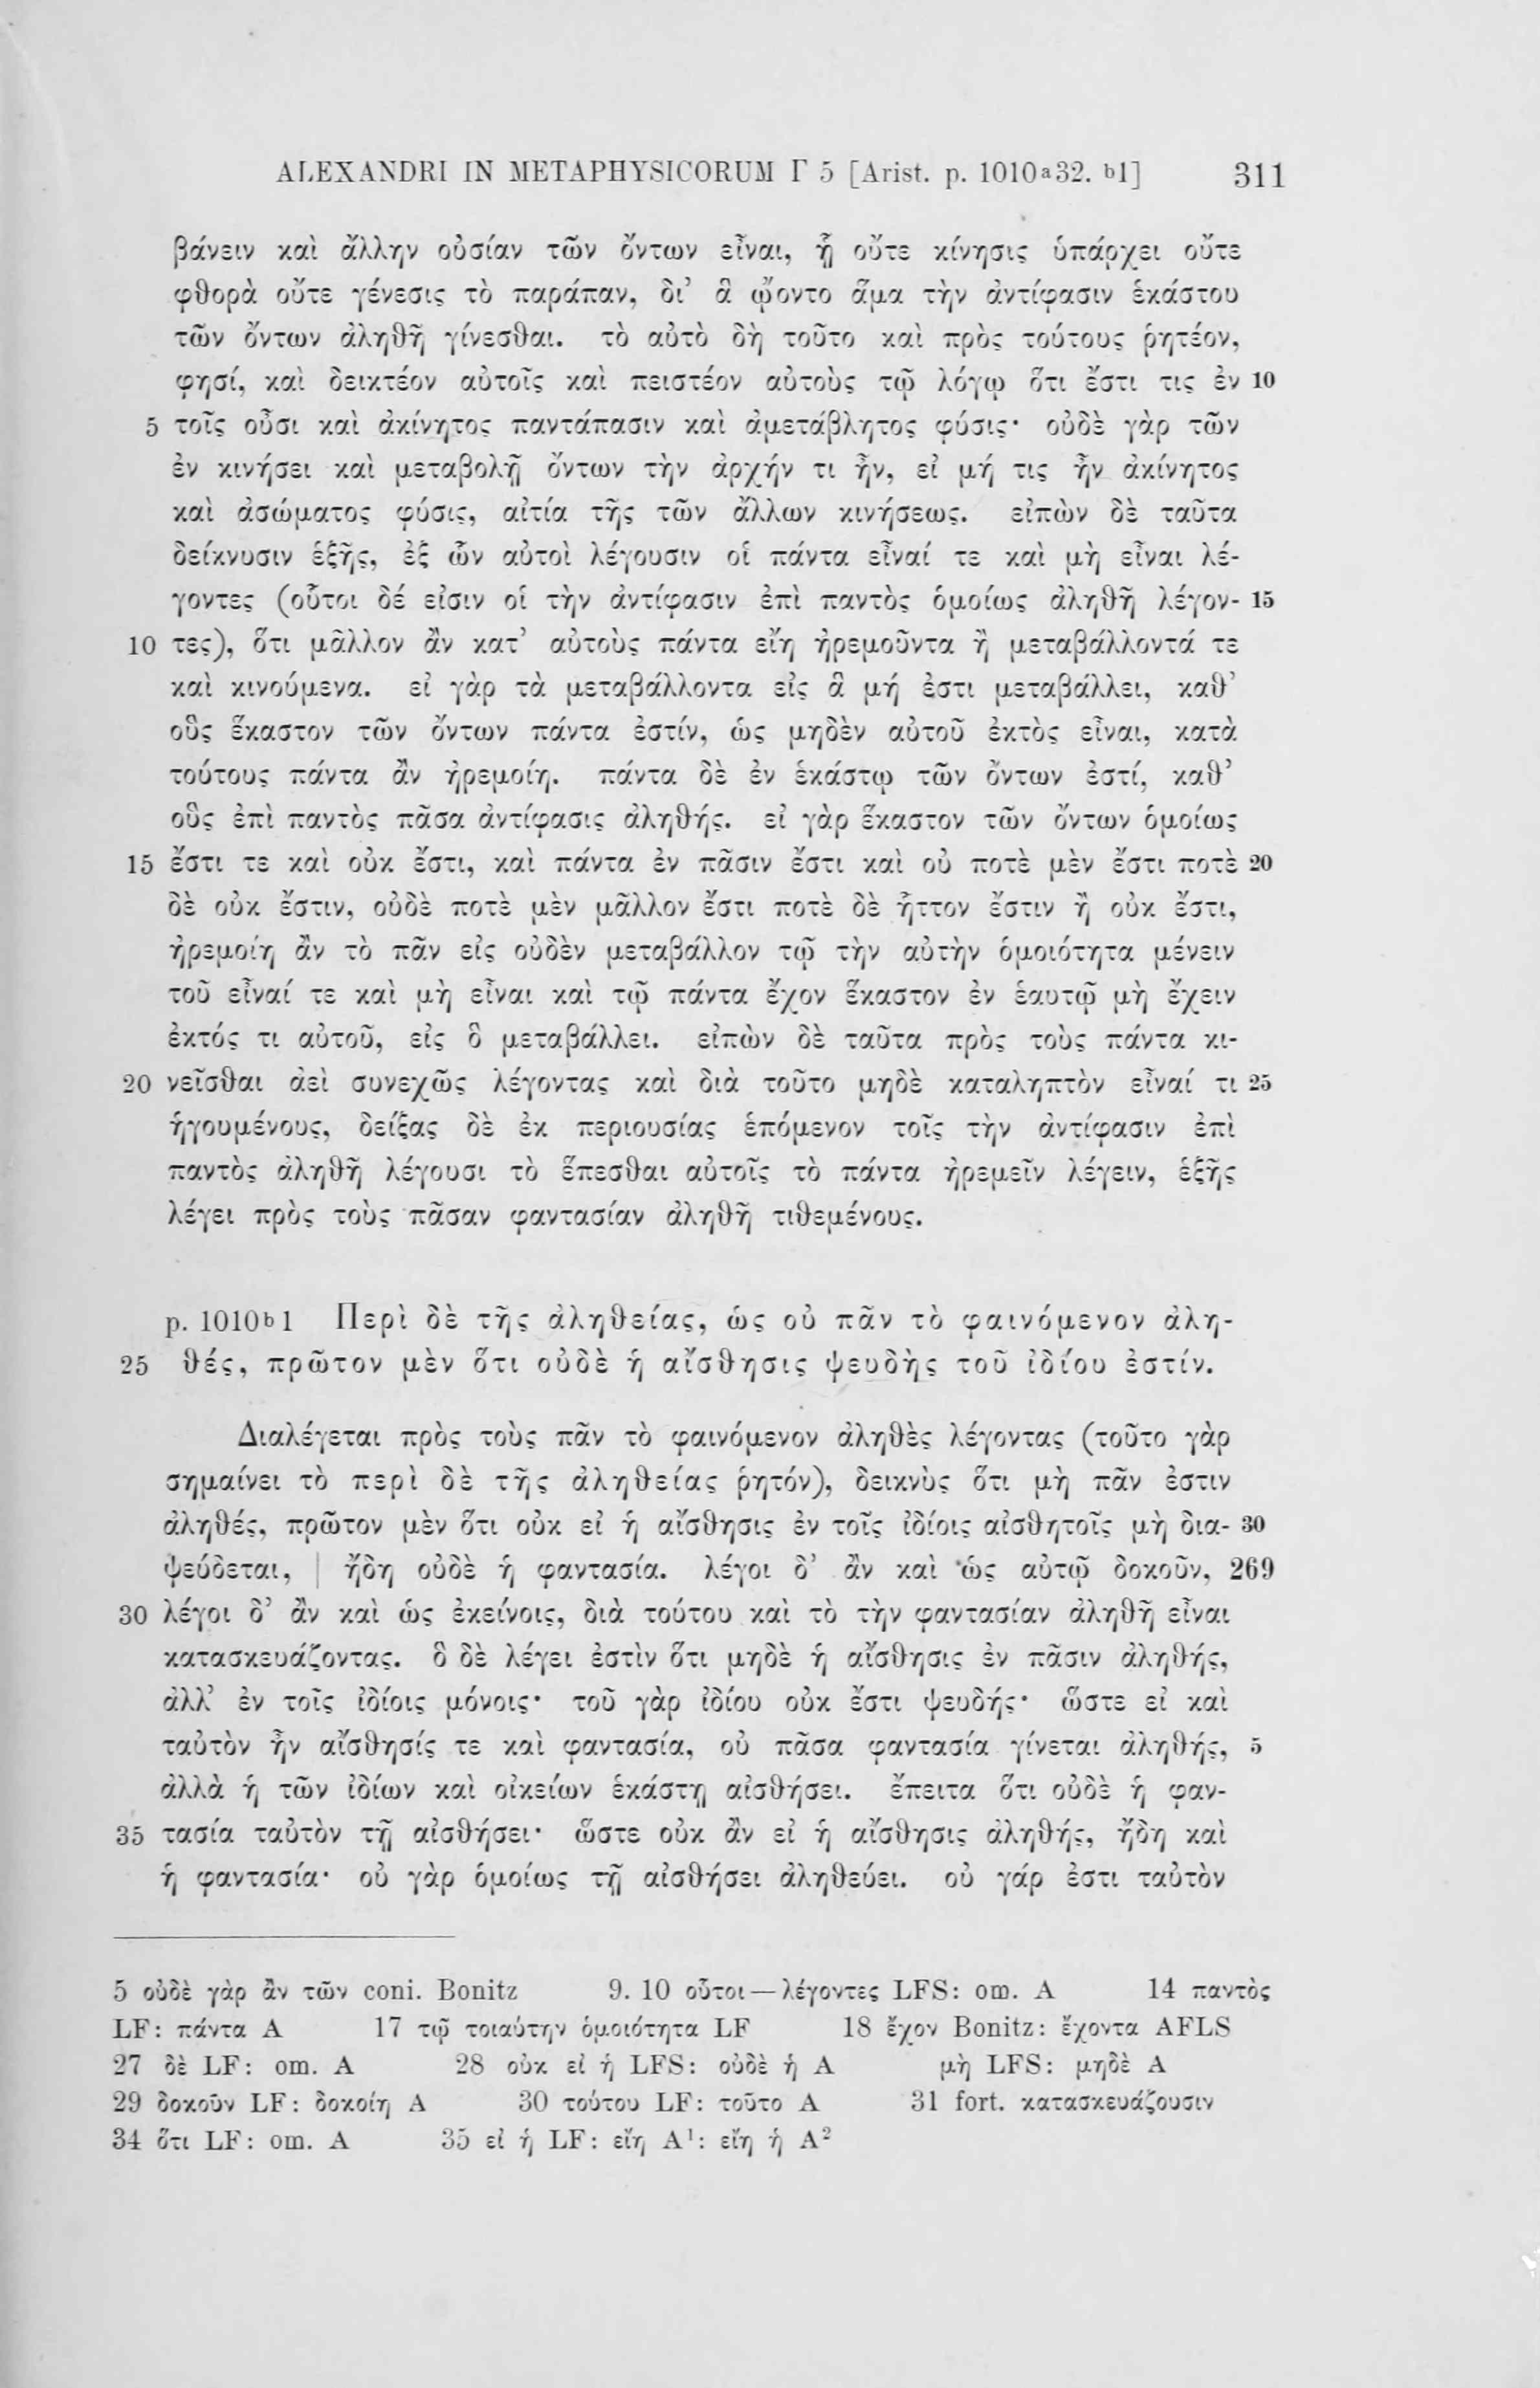 ALEXANDRI IN METAPHYSICORUM Γ 5 [Arist. p. 1010a32. b1] 311
βάνειν καὶ ἄλλην οὐσίαν τῶν ὄντων εἶναι, ᾗ οὔτε κίνησις ὑπάρχει οὔτε
φθορὰ οὔτε γένεσις τὸ παράπαν, δι’ ἃ ᾤοντο ἅμα τὴν ἀντίφασιν ἑκάστου
τῶν ὄντων ἀληθῆ γίνεσθαι. τὸ αὐτὸ δὴ τοῦτο καὶ πρὸς τούτους ῥητέον,
φησί, καὶ δεικτέον αὐτοῖς καὶ πειστέον αὐτοὺς τῷ λόγῳ ὅτι ἔστι τις ἐν 10
5 τοῖς οὖσι καὶ ἀκίνητος παντάπασιν καὶ ἀμετάβλητος φύσις· οὐδὲ γὰρ τῶν
ἐν κινήσει καὶ μεταβολῇ ὄντων τὴν ἀρχήν τι ἦν, εἰ μή τις ἦν ἀκίνητος
καὶ ἀσώματος φύσις, αἰτία τῆς τῶν ἄλλων κινήσεως. εἰπὼν δὲ ταῦτα
δείκνυσιν ἑξῆς, ἐξ ὧν αὐτοὶ λέγουσιν οἱ πάντα εἶναί τε καὶ μὴ εἶναι λέ-
γοντες (οὗτοι δέ εἰσιν οἱ τὴν ἀντίφασιν ἐπὶ παντὸς ὁμοίως ἀληθῆ λέγον- 15
10 τες), ὅτι μᾶλλον ἂν κατ’ αὐτοὺς πάντα εἴη ἠρεμοῦντα ἢ μεταβάλλοντά τε
καὶ κινούμενα. εἰ γὰρ τὰ μεταβάλλοντα εἰς ἃ μή ἐστι μεταβάλλει, καθ’
οὓς ἕκαστον τῶν ὄντων πάντα ἐστίν, ὡς μηδὲν αὐτοῦ ἐκτὸς εἶναι, κατὰ
τούτους πάντα ἂν ἠρεμοίη. πάντα δὲ ἐν ἑκάστῳ τῶν ὄντων ἐστί, καθ’
οὓς ἐπὶ παντὸς πᾶσα ἀντίφασις ἀληθής. εἰ γὰρ ἕκαστον τῶν ὄντων ὁμοίως
15 ἔστι τε καὶ οὐκ ἔστι, καὶ πάντα ἐν πᾶσιν ἔστι καὶ οὐ ποτὲ μὲν ἔστι ποτὲ 20
δὲ οὐκ ἔστιν, οὐδὲ ποτὲ μὲν μᾶλλον ἔστι ποτὲ δὲ ἧττον ἔστιν ἢ οὐκ ἔστι,
ἠρεμοίη ἂν τὸ πᾶν εἰς οὐδὲν μεταβάλλον τῷ τὴν αὐτὴν ὁμοιότητα μένειν
τοῦ εἶναί τε καὶ μὴ εἶναι καὶ τῷ πάντα ἔχον ἕκαστον ἐν ἑαυτῷ μὴ ἔχειν
ἐκτός τι αὐτοῦ, εἰς ὃ μεταβάλλει. εἰπὼν δὲ ταῦτα πρὸς τοὺς πάντα κι-
20 νεῖσθαι ἀεὶ συνεχῶς λέγοντας καὶ διὰ τοῦτο μηδὲ καταληπτὸν εἶναί τι 25
ἡγουμένους, δείξας δὲ ἐκ περιουσίας ἑπόμενον τοῖς τὴν ἀντίφασιν ἐπὶ
παντὸς ἀληθῆ λέγουσι τὸ ἕπεσθαι αὐτοῖς τὸ πάντα ἠρεμεῖν λέγειν, ἑξῆς
λέγει πρὸς τοὺς πᾶσαν φαντασίαν ἀληθῆ τιθεμένους.
p. 1010b1 Περὶ δὲ τῆς ἀληθείας, ὡς οὐ πᾶν τὸ φαινόμενον ἀλη-
25 θές, πρῶτον μὲν ὅτι οὐδὲ ἡ αἴσθησις ψευδὴς τοῦ ἰδίου ἐστίν.
Διαλέγεται πρὸς τοὺς πᾶν τὸ φαινόμενον ἀληθὲς λέγοντας (τοῦτο γὰρ
σημαίνει τὸ περὶ δὲ τῆς ἀληθείας ῥητόν), δεικνὺς ὅτι μὴ πᾶν ἐστιν
ἀληθές, πρῶτον μὲν ὅτι οὐκ εἰ ἡ αἴσθησις ἐν τοῖς ἰδίοις αἰσθητοῖς μὴ δια- 30
ψεύδεται, | ἤδη οὐδὲ ἡ φαντασία. λέγοι δ’ ἂν καὶ ὡς αὐτῷ δοκοῦν, 269
30 λέγοι δ’ ἂν καὶ ὡς ἐκείνοις, διὰ τούτου καὶ τὸ τὴν φαντασίαν ἀληθῆ εἶναι
κατασκευάζοντας. ὃ δὲ λέγει ἐστὶν ὅτι μηδὲ ἡ αἴσθησις ἐν πᾶσιν ἀληθής,
ἀλλ’ ἐν τοῖς ἰδίοις μόνοις· τοῦ γὰρ ἰδίου οὐκ ἔστι ψευδής· ὥστε εἰ καὶ
ταὐτὸν ἦν αἴσθησίς τε καὶ φαντασία, οὐ πᾶσα φαντασία γίνεται ἀληθής, 5
ἀλλὰ ἡ τῶν ἰδίων καὶ οἰκείων ἑκάστῃ αἰσθήσει. ἔπειτα ὅτι οὐδὲ ἡ φαν-
35 τασία ταὐτὸν τῇ αἰσθήσει· ὥστε οὐκ ἂν εἰ ἡ αἴσθησις ἀληθής, ἤδη καὶ
ἡ φαντασία· οὐ γὰρ ὁμοίως τῇ αἰσθήσει ἀληθεύει. οὐ γάρ ἐστι ταὐτὸν
5 οὐδὲ γὰρ ἂν τῶν coni. Bonitz 9. 10 οὗτοι — λέγοντες LFS: om. A 14 παντὸς
LF: πάντα A 17 τῷ τοιαύτην ὁμοιότητα LF 18 ἔχον Bonitz: ἔχοντα AFLS
27 δὲ LF: om. A 28 οὐκ εἰ ἡ LFS: οὐδὲ ἡ A μὴ LFS: μηδὲ A
29 δοκοῦν LF: δοκοίη A 30 τούτου LF: τοῦτο A 31 fort. κατασκευάζουσιν
34 ὅτι LF: om. A 35 εἰ ἡ LF: εἴη A¹: εἴη ἡ A²